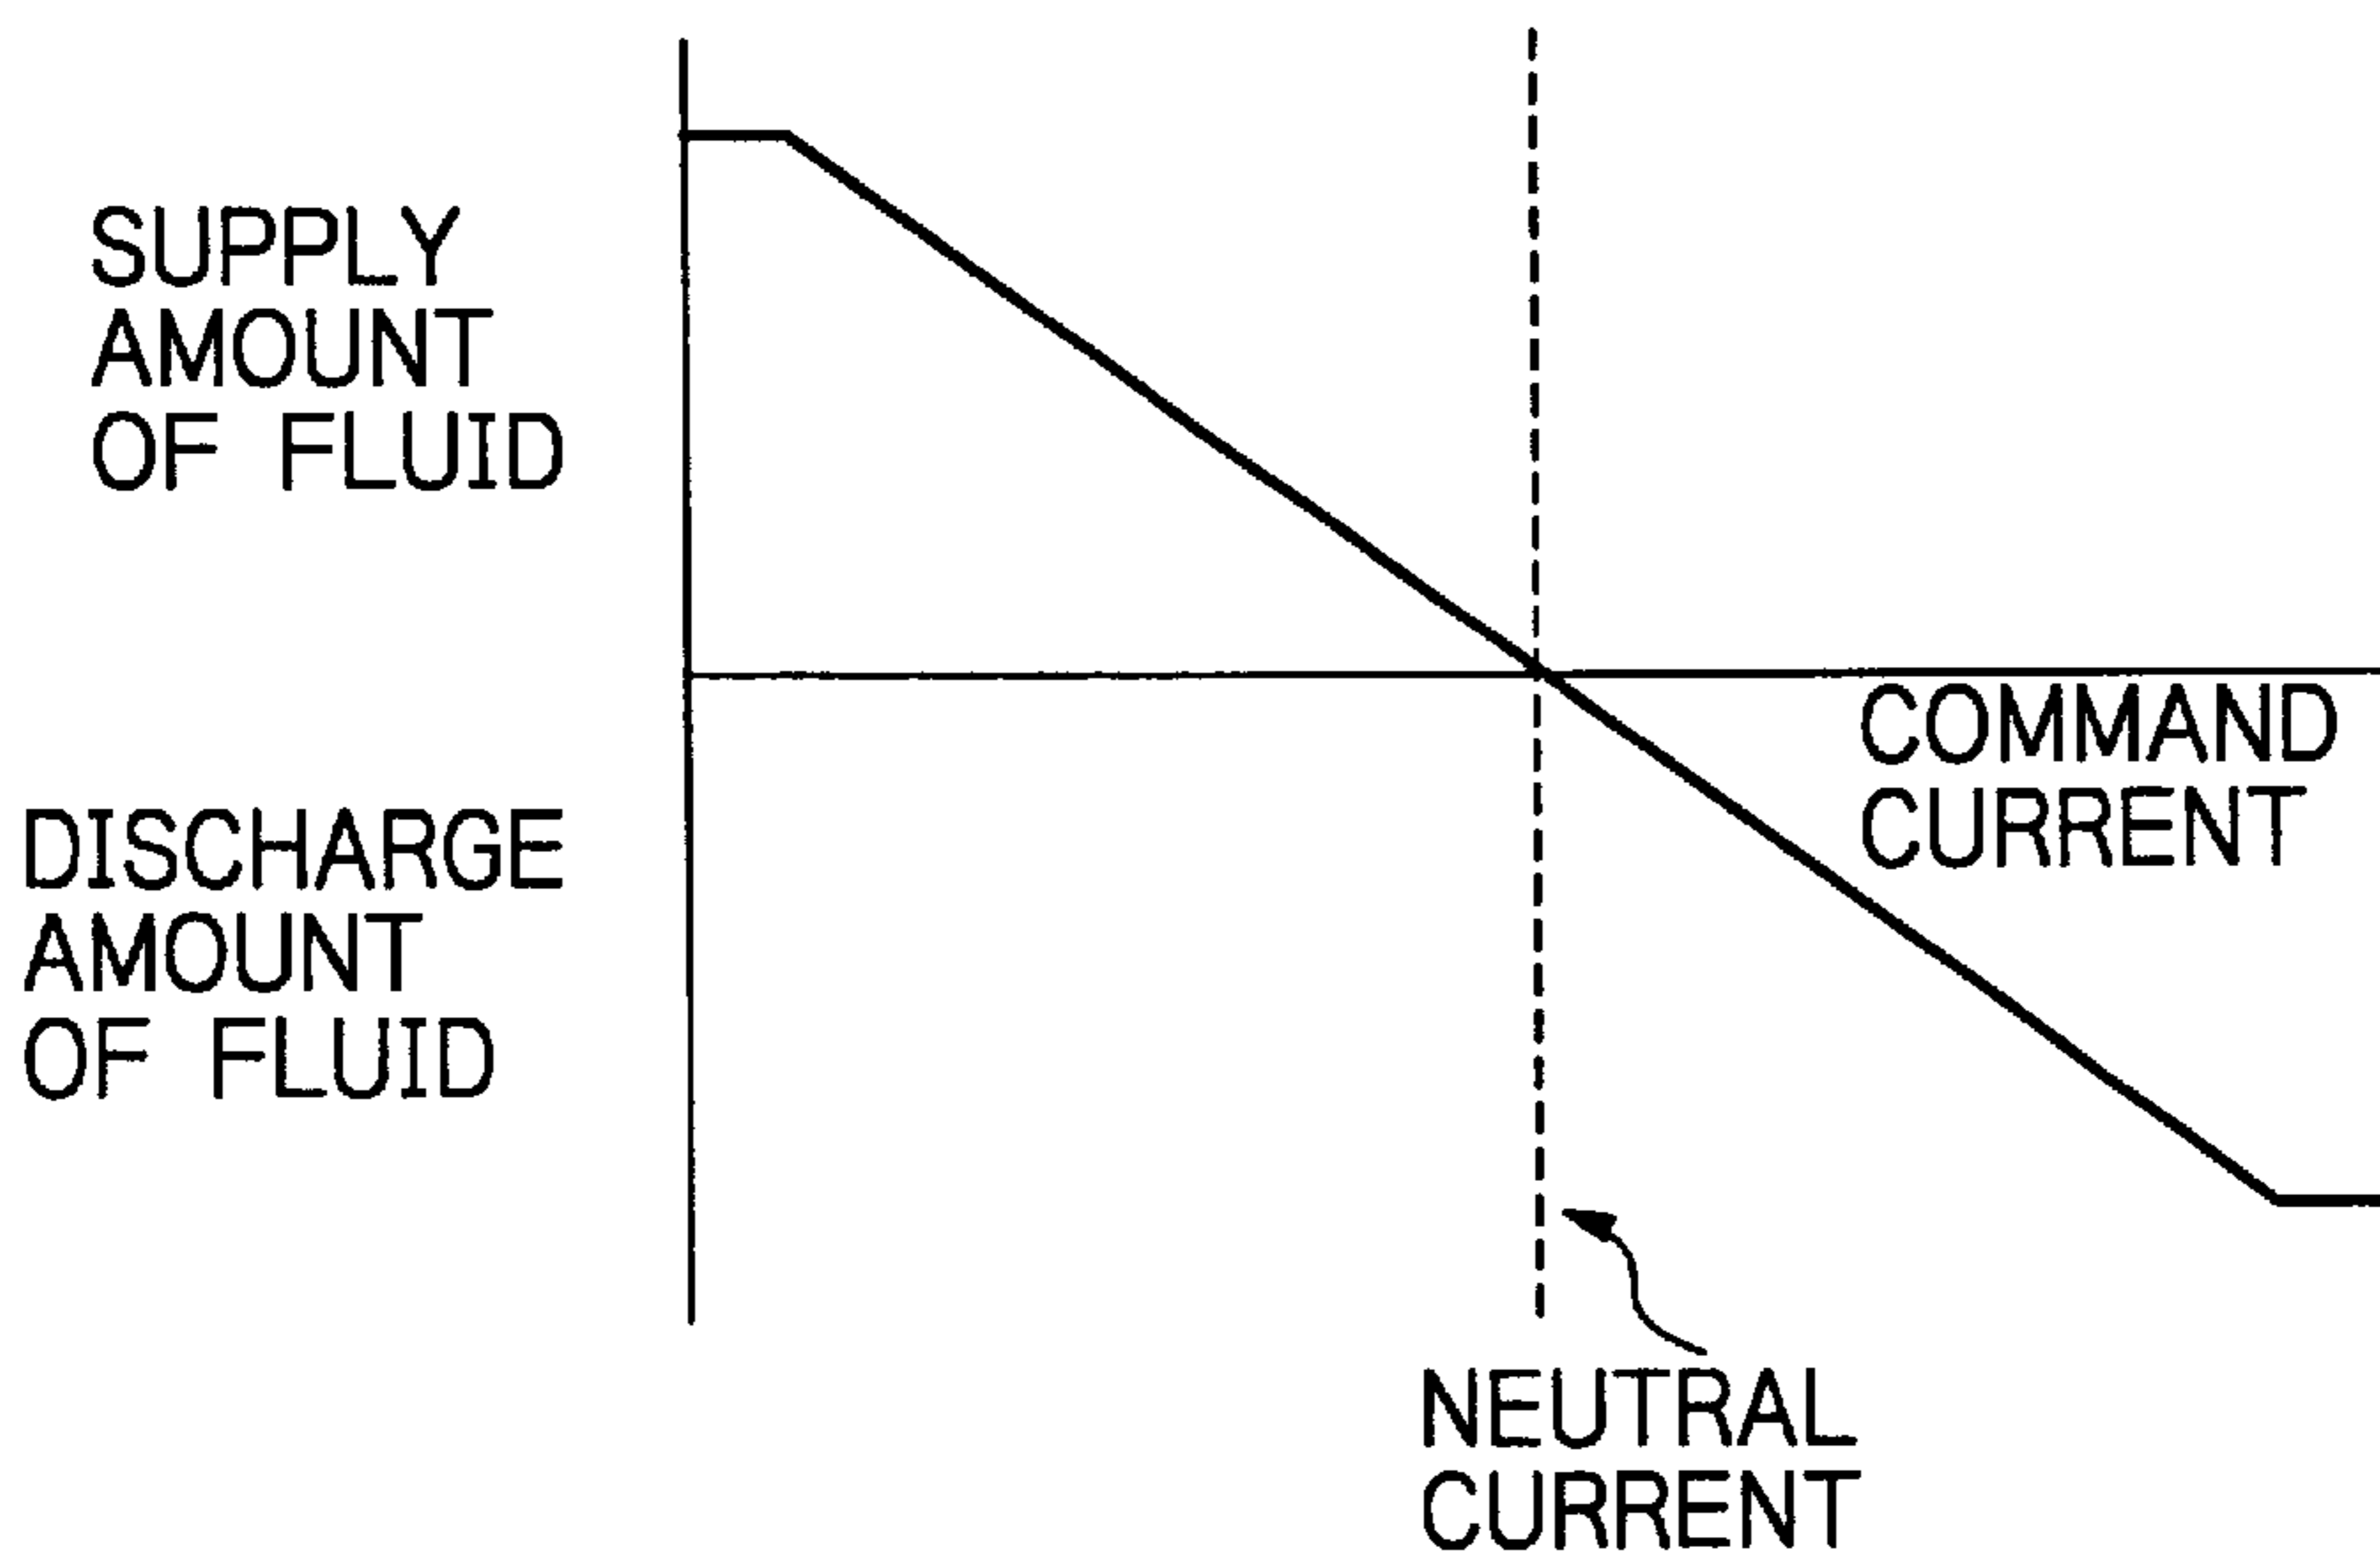 SUPPLY
AMOUNT
OF FLUID
COMMAND
CURRENT
DISCHARGE
AMOUNT
OF FLUID
NEUTRAL
CURRENT